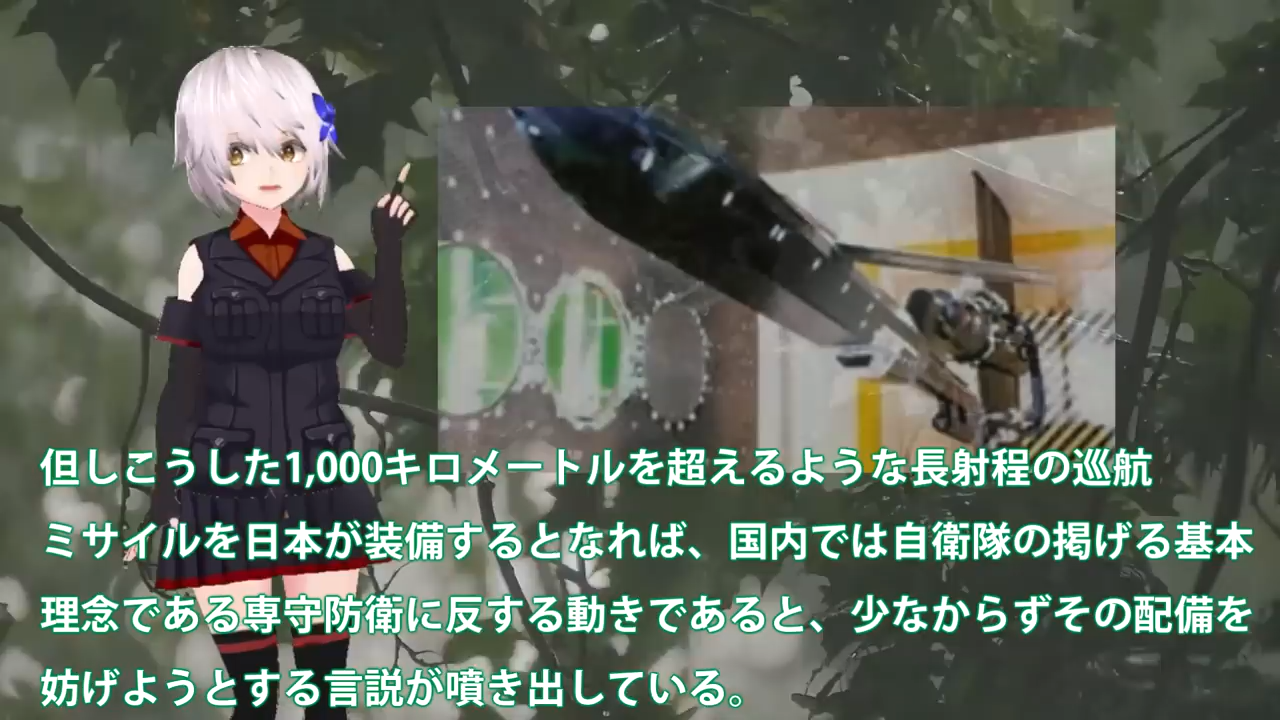 但しこうした1,000キロメートルを超えるような長射程の巡航
ミサイルを日本が装備するとなれば、国内では自衛隊の掲げる基本
理念である専守防衛に反する動きであると、少なからずその配備を
妨げようとする言説が噴き出している。